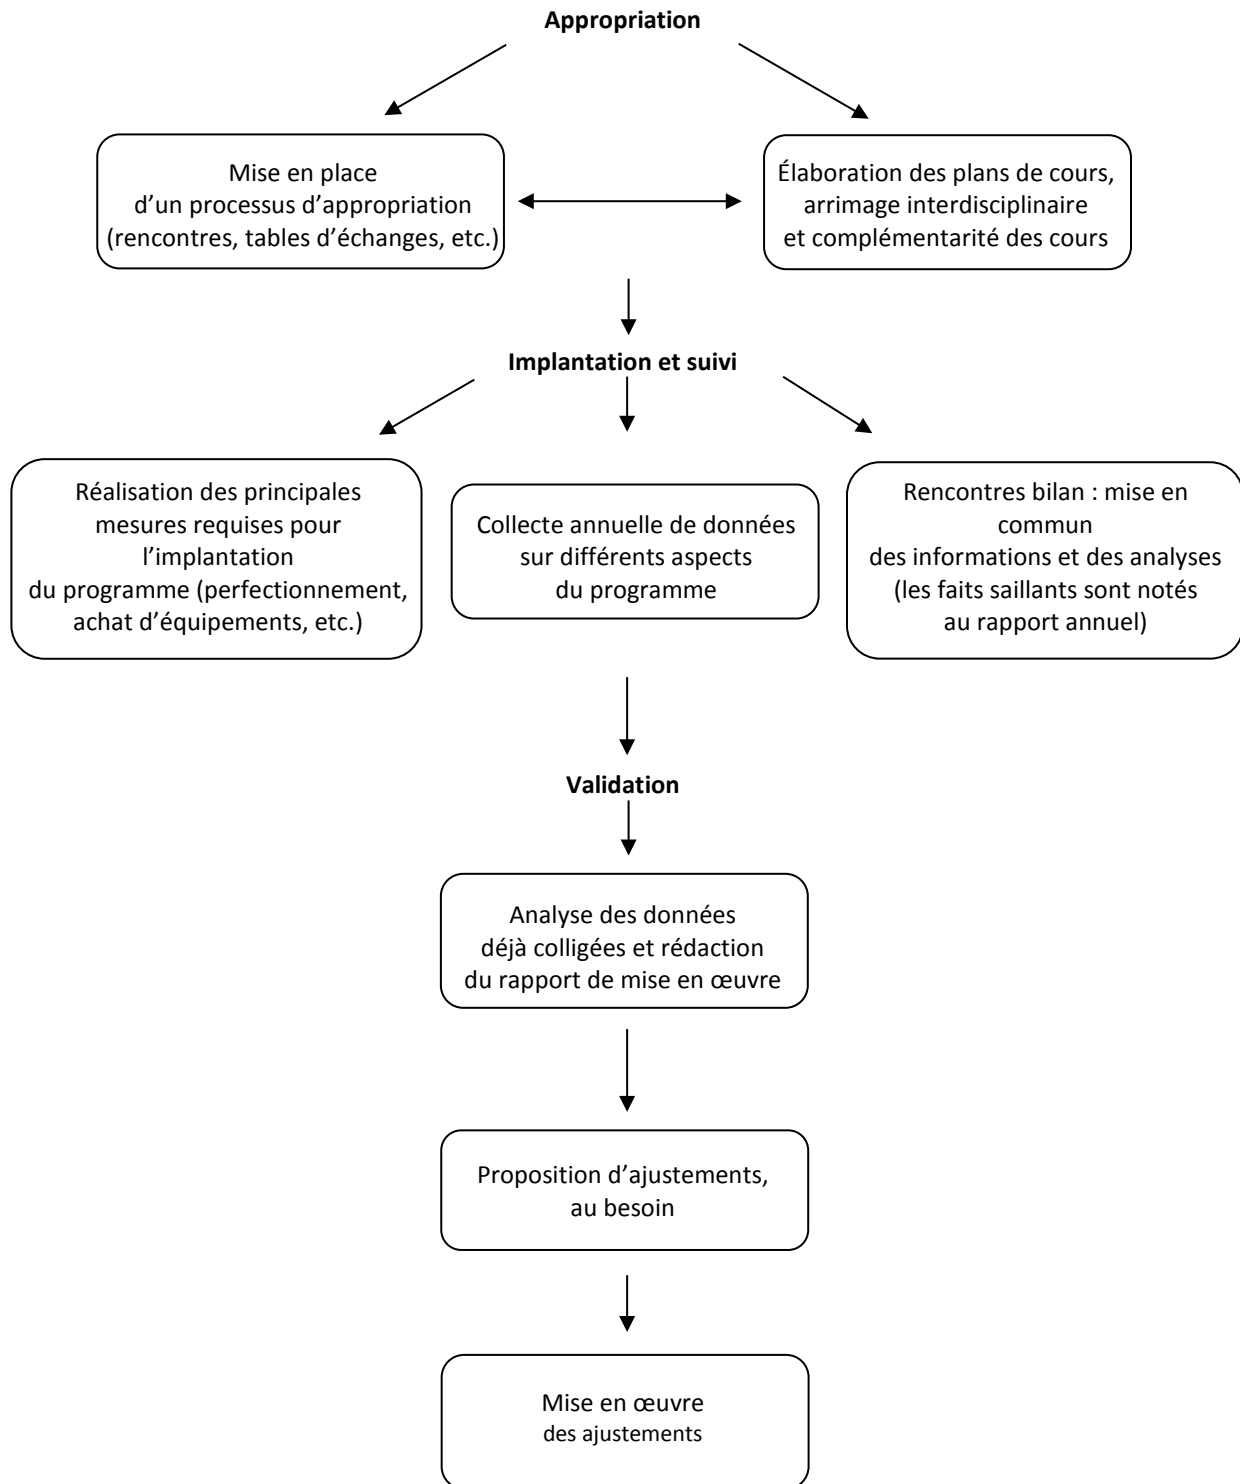 Appropriation
Mise en place
d’un processus d’appropriation
(rencontres, tables d’échanges, etc.)
Élaboration des plans de cours,
arrimage interdisciplinaire
et complémentarité des cours
Implantation et suivi
Réalisation des principales
mesures requises pour
l’implantation
du programme (perfectionnement,
achat d’équipements, etc.)
Collecte annuelle de données
sur différents aspects
du programme
Rencontres bilan : mise en
commun
des informations et des analyses
(les faits saillants sont notés
au rapport annuel)
Validation
Analyse des données
déjà colligées et rédaction
du rapport de mise en œuvre
Proposition d’ajustements,
au besoin
Mise en œuvre
des ajustements